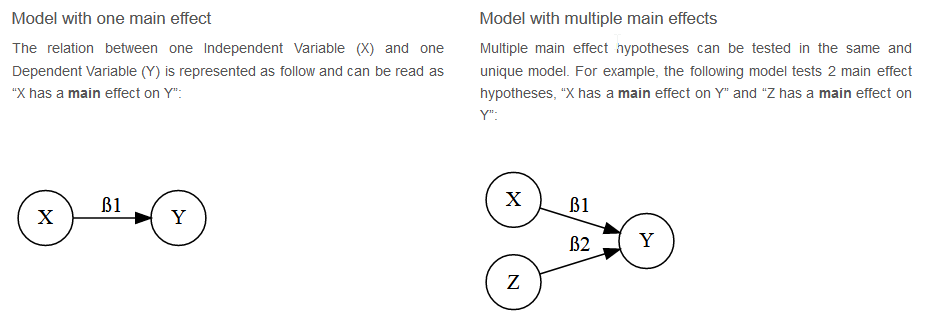 Model with one main effect
The relation between one Independent Variable (X) and one
Dependent Variable (Y) is represented as follow and can be read as
“X has a main effect on Y”:
X
ß1
Y
Model with multiple main effects
Multiple main effect hypotheses can be tested in the same and
unique model. For example, the following model tests 2 main effect
hypotheses, “X has a main effect on Y” and “Z has a main effect on
Y”:
X
ß1
ß2
Y
Z